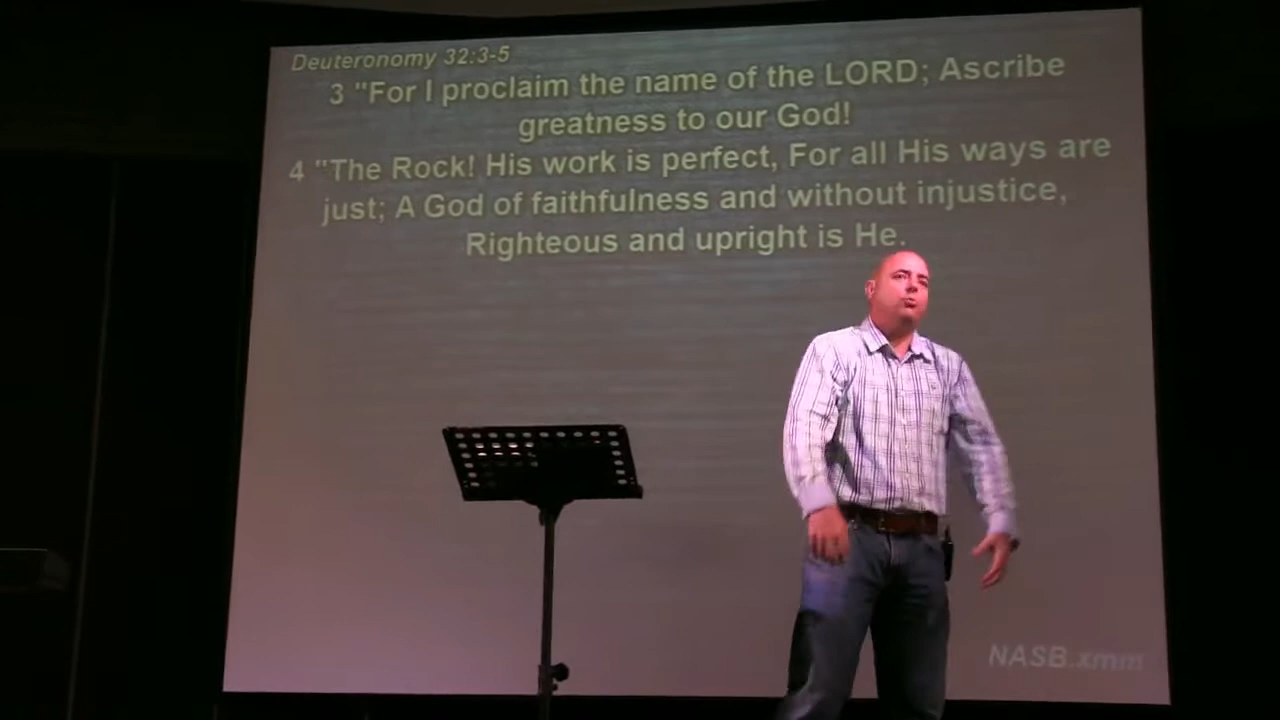 Deuteronomy 32:3-5
3 "For I proclaim the name of the LORD; Ascribe
greatness to our God!
4 "The Rock! His work is perfect, For all His ways are
just; A God of faithfulness and without injustice,
Righteous and upright is He.
NASB.xmm